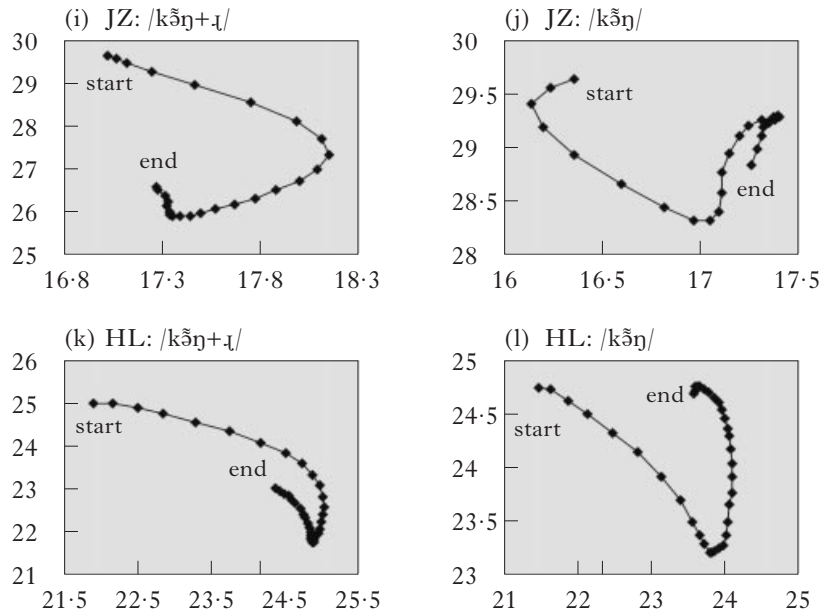 (i) JZ: /kə̃ŋ+ɻ/
30
29
28
27
26
25
start
end
16·8 17·3 17·8 18·3
(j) JZ: /kə̃ŋ/
30
29·5
29
28·5
28
start
end
16 16·5 17 17·5
(k) HL: /kə̃ŋ+ɻ/
26
25
24
23
22
21
start
end
21·5 22·5 23·5 24·5 25·5
(l) HL: /kə̃ŋ/
25
24·5
24
23·5
23
end
start
21 22 23 24 25